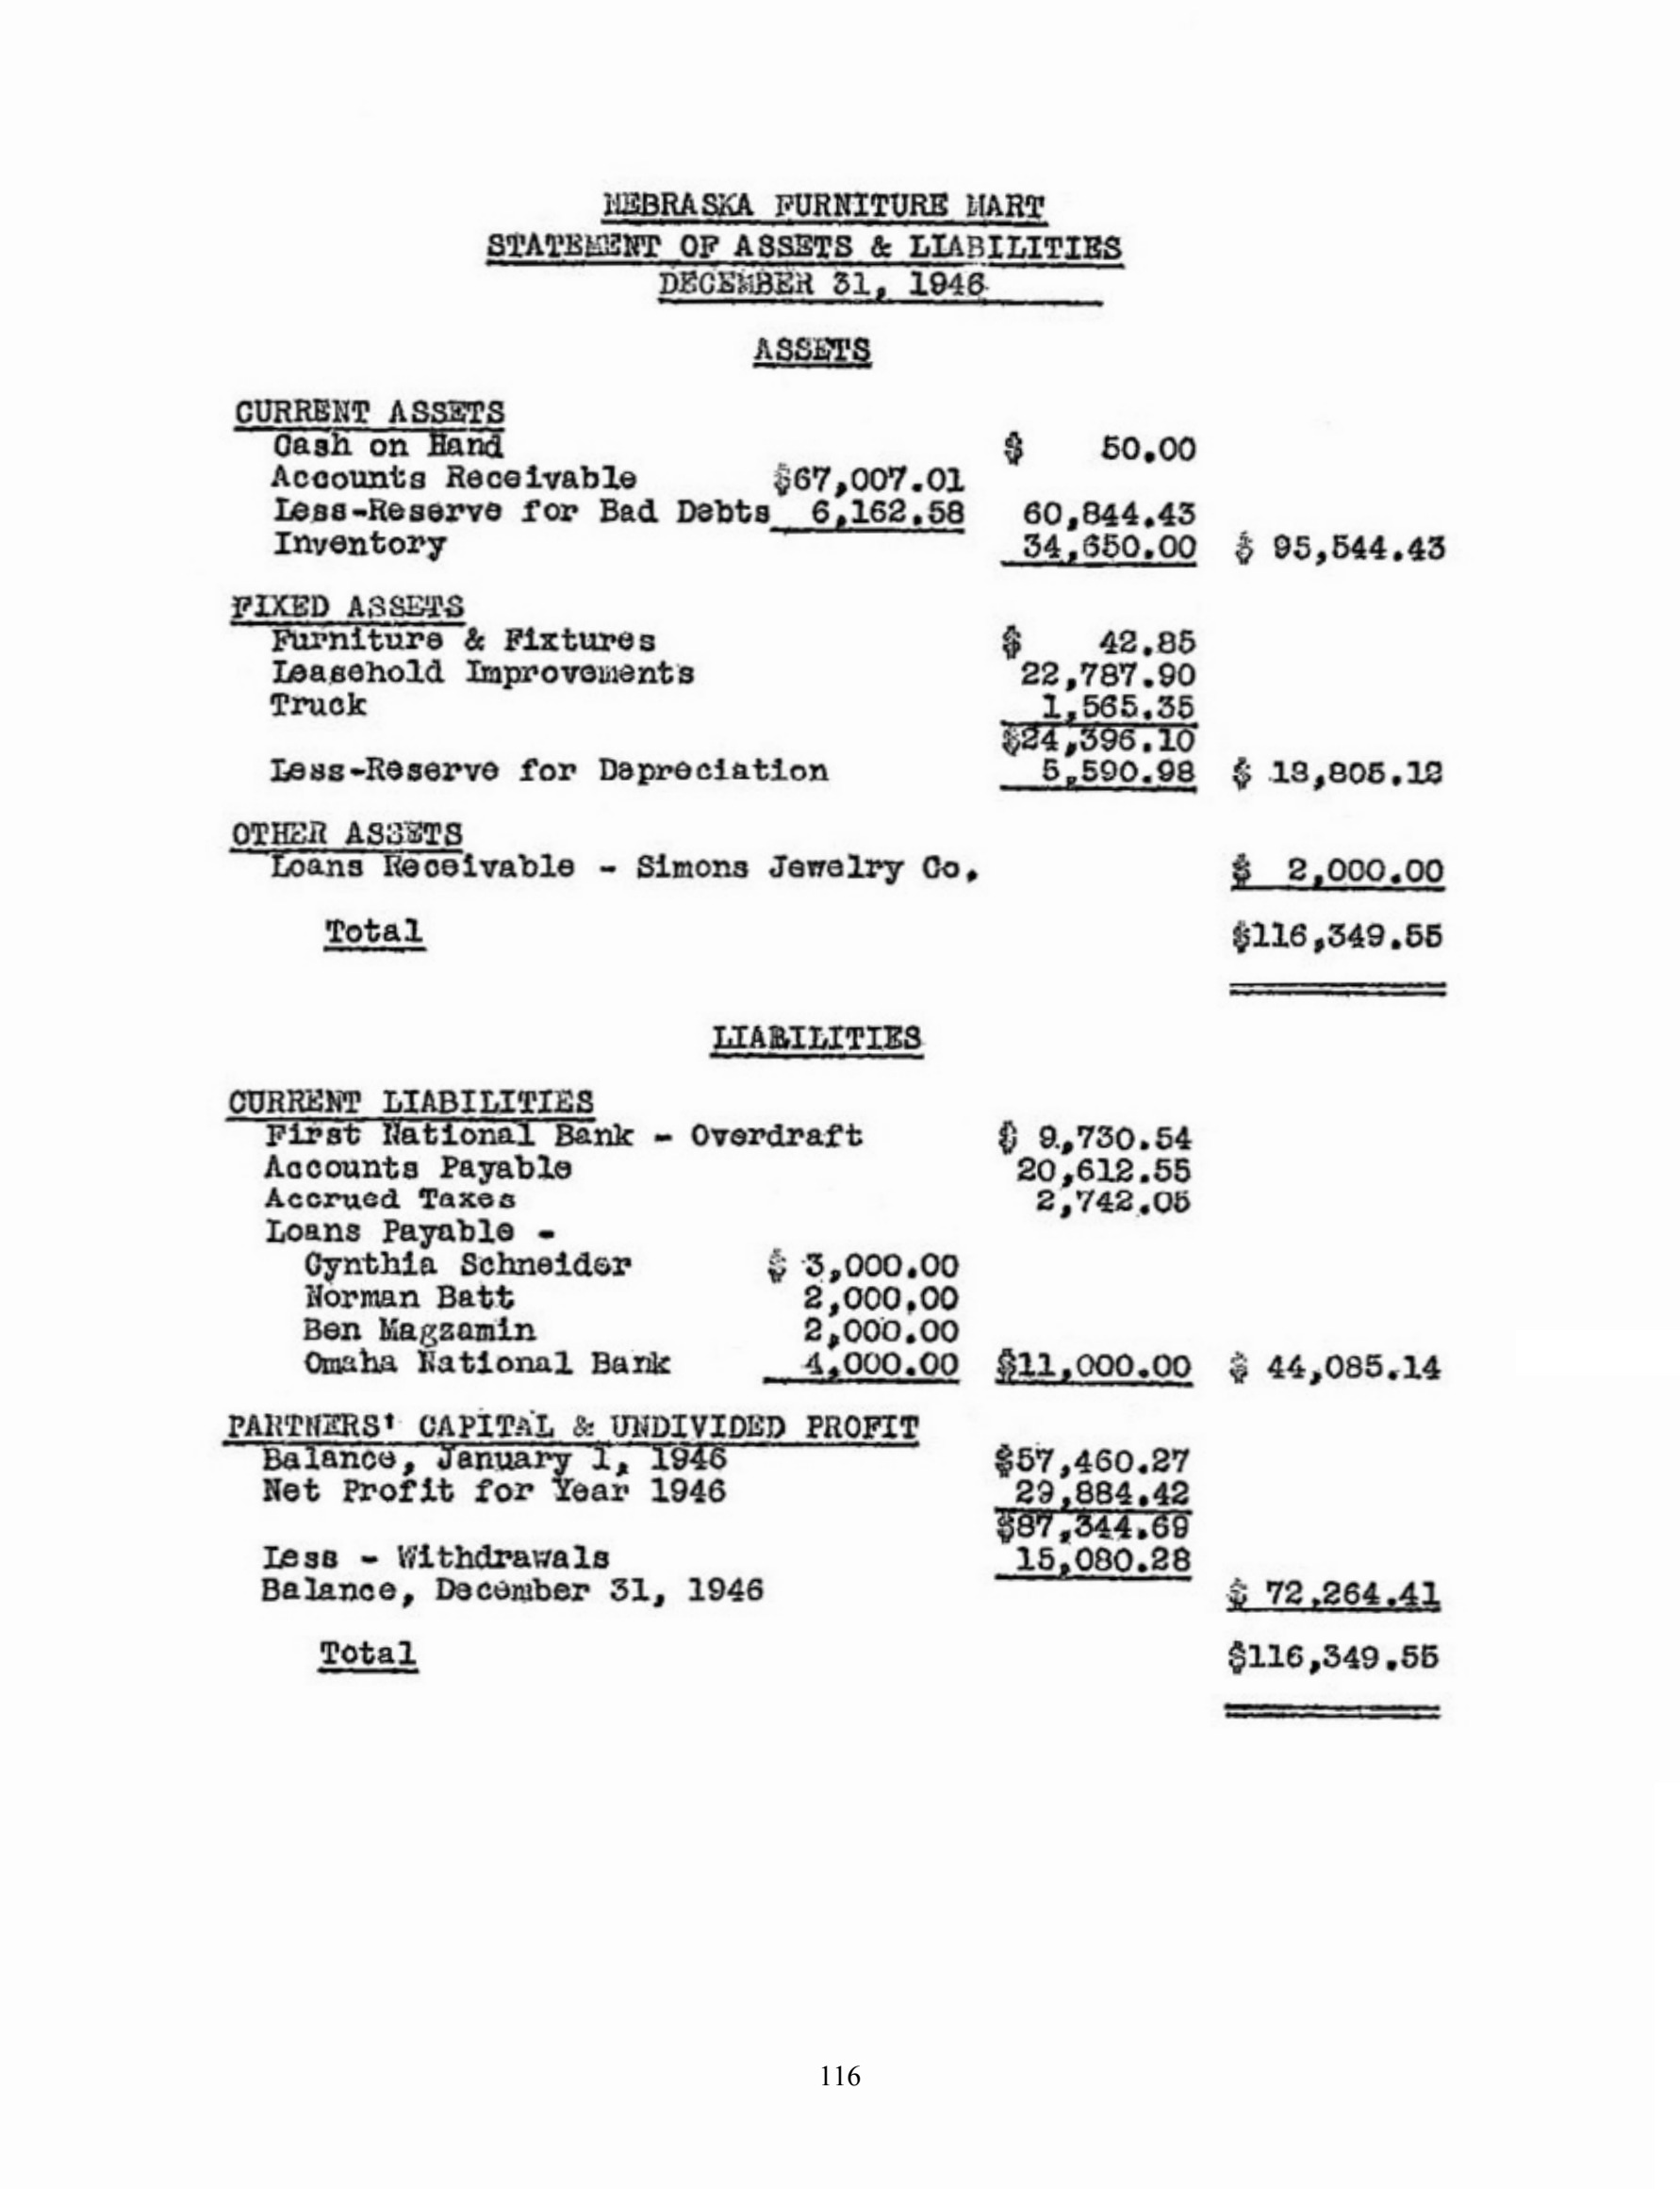 NEBRASKA FURNITURE MART
STATEMENT OF ASSETS & LIABILITIES
DECEMBER 31, 1946
ASSETS
CURRENT ASSETS
Cash on Hand $ 50.00
Accounts Receivable $67,007.01
Less-Reserve for Bad Debts 6,162.58 60,844.43
Inventory 34,650.00 $ 95,544.43
FIXED ASSETS
Furniture & Fixtures $ 42.85
Leasehold Improvements 22,787.90
Truck 1,565.35
$24,396.10
Less-Reserve for Depreciation 5,590.98 $ 18,805.12
OTHER ASSETS
Loans Receivable - Simons Jewelry Co. $ 2,000.00
Total $116,349.55
LIABILITIES
CURRENT LIABILITIES
First National Bank - Overdraft $ 9,730.54
Accounts Payable 20,612.55
Accrued Taxes 2,742.05
Loans Payable -
Cynthia Schneider $ 3,000.00
Norman Batt 2,000.00
Ben Magzamin 2,000.00
Omaha National Bank 4,000.00 $11,000.00 $ 44,085.14
PARTNERS' CAPITAL & UNDIVIDED PROFIT
Balance, January 1, 1946 $57,460.27
Net Profit for Year 1946 29,884.42
$87,344.69
Less - Withdrawals 15,080.28
Balance, December 31, 1946 $ 72,264.41
Total $116,349.55
116